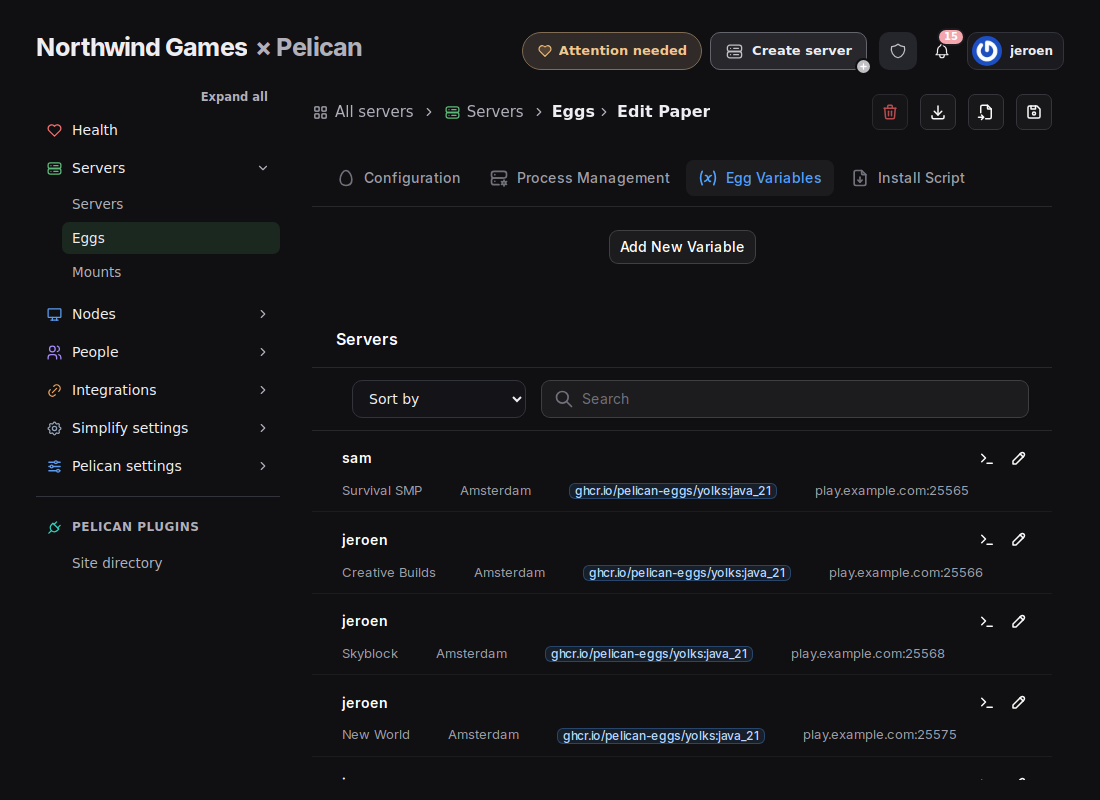 Northwind Games × Pelican
Attention needed
Create server
15
jeroen
Expand all
Health
Servers
Servers
Eggs
Mounts
Nodes
People
Integrations
Simplify settings
Pelican settings
PELICAN PLUGINS
Site directory
All servers > Servers > Eggs > Edit Paper
Configuration
Process Management
(x) Egg Variables
Install Script
Add New Variable
Servers
Sort by
Search
sam
Survival SMP Amsterdam ghcr.io/pelican-eggs/yolks:java_21 play.example.com:25565
jeroen
Creative Builds Amsterdam ghcr.io/pelican-eggs/yolks:java_21 play.example.com:25566
jeroen
Skyblock Amsterdam ghcr.io/pelican-eggs/yolks:java_21 play.example.com:25568
jeroen
New World Amsterdam ghcr.io/pelican-eggs/yolks:java_21 play.example.com:25575